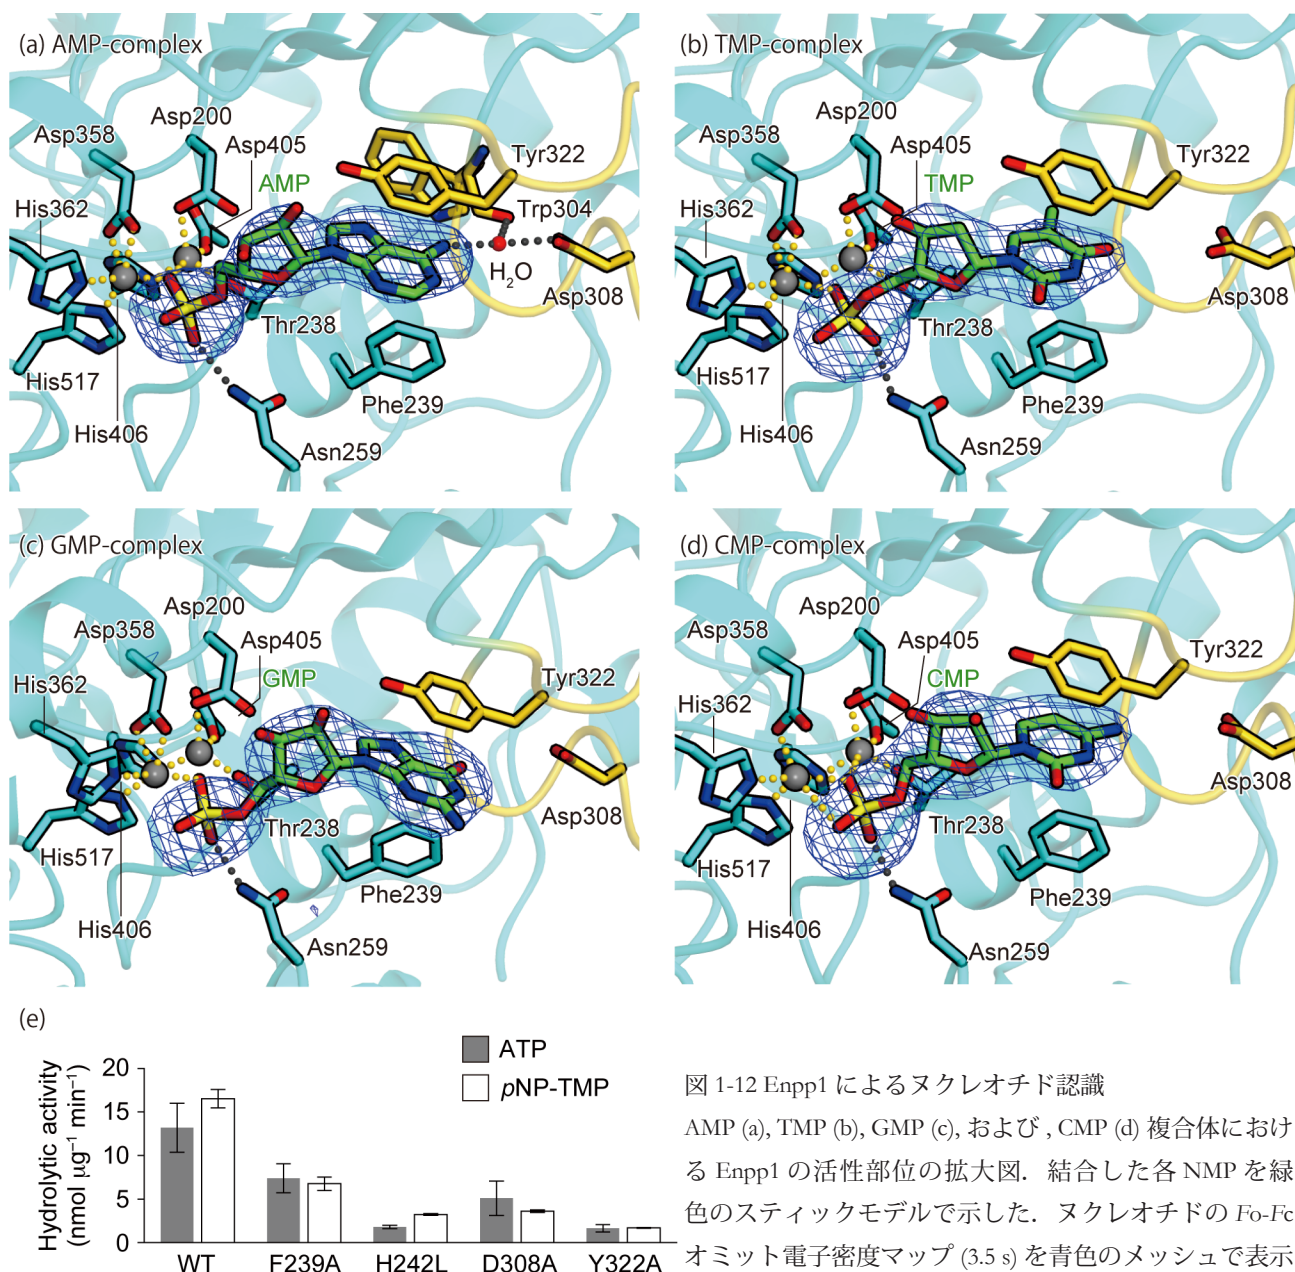 (a) AMP-complex
Asp200
Asp358
Asp405
AMP
Tyr322
His362
Trp304
H2O
Asp308
Thr238
His517
Phe239
His406
Asn259
(b) TMP-complex
Asp200
Asp358
Asp405
TMP
Tyr322
His362
Asp308
Thr238
His517
Phe239
His406
Asn259
(c) GMP-complex
Asp200
Asp358
Asp405
GMP
His362
Tyr322
Asp308
Thr238
His517
Phe239
His406
Asn259
(d) CMP-complex
Asp200
Asp358
Asp405
CMP
Tyr322
His362
Asp308
Thr238
His517
Phe239
His406
Asn259
(e)
Hydrolytic activity
(nmol μg⁻¹ min⁻¹)
20
15
10
5
0
ATP
pNP-TMP
WT
F239A
H242L
D308A
Y322A
図 1-12 Enpp1 によるヌクレオチド認識
AMP (a), TMP (b), GMP (c), および , CMP (d) 複合体におけ
る Enpp1 の活性部位の拡大図．結合した各 NMP を緑
色のスティックモデルで示した．ヌクレオチドの Fo-Fc
オミット電子密度マップ (3.5 s) を青色のメッシュで表示